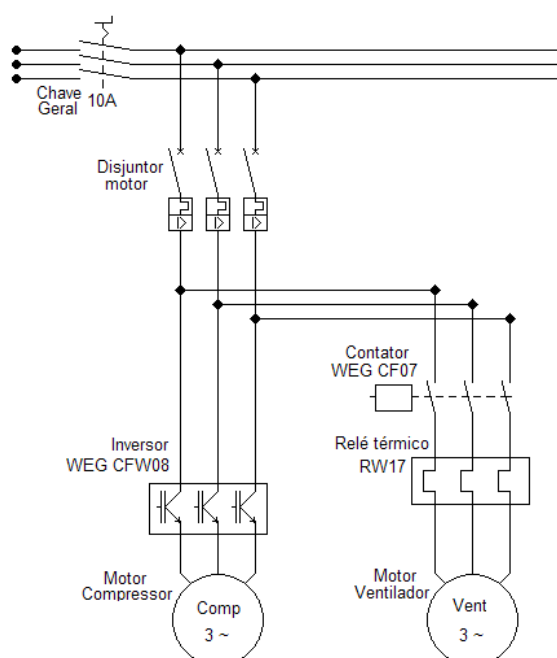 Chave
Geral
10A
Disjuntor
motor
Contator
WEG CF07
Inversor
WEG CFW08
Relé térmico
RW17
Motor
Compressor
Comp
3 ~
Motor
Ventilador
Vent
3 ~